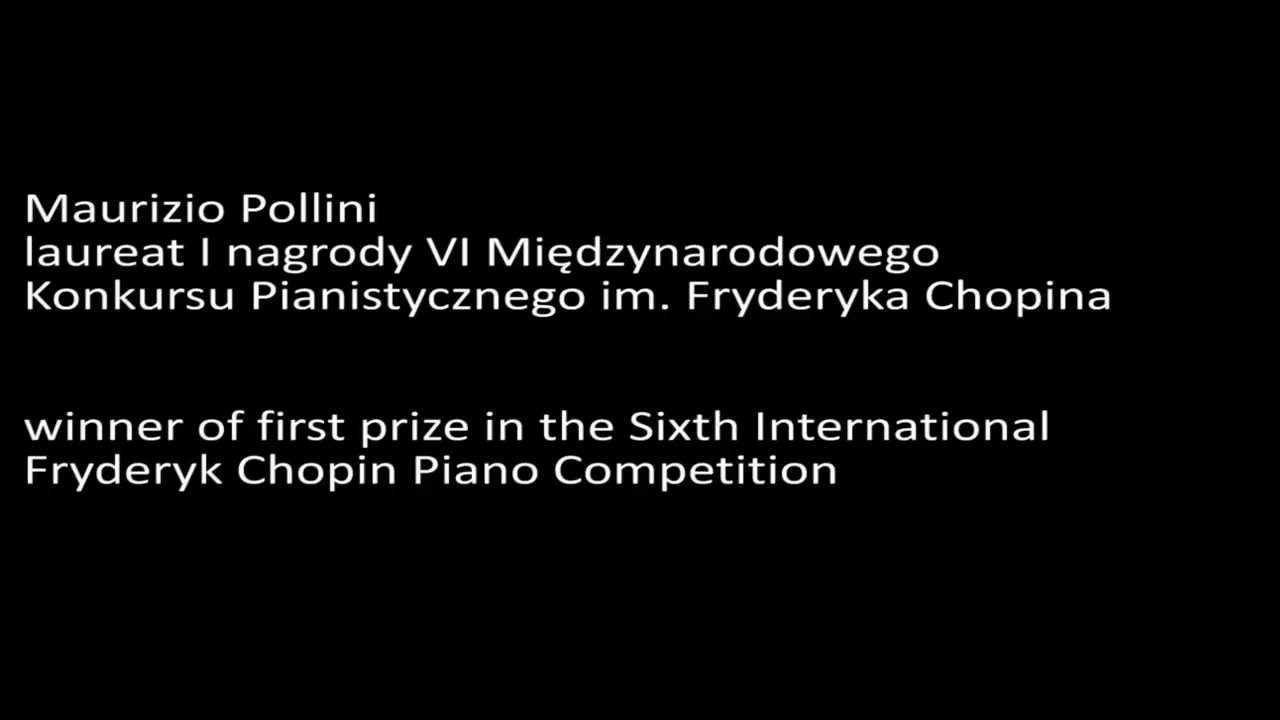 Maurizio Pollini
laureat I nagrody VI Międzynarodowego
Konkursu Pianistycznego im. Fryderyka Chopina
winner of first prize in the Sixth International
Fryderyk Chopin Piano Competition